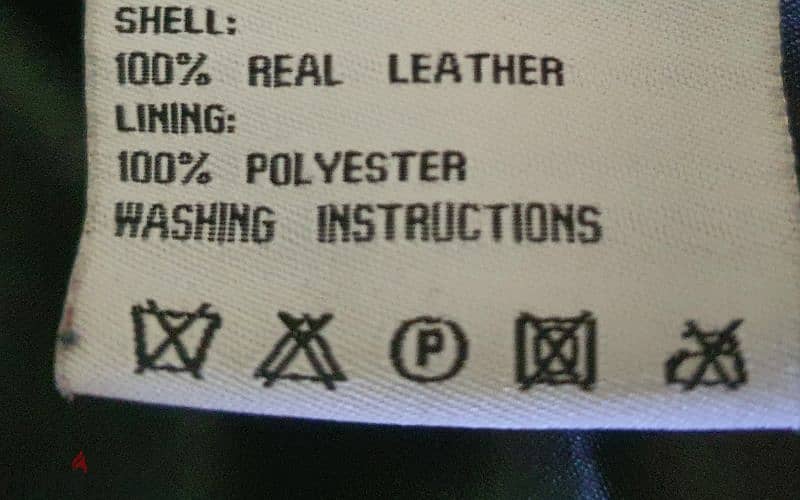 SHELL:
100% REAL LEATHER
LINING:
100% POLYESTER
WASHING INSTRUCTIONS
P